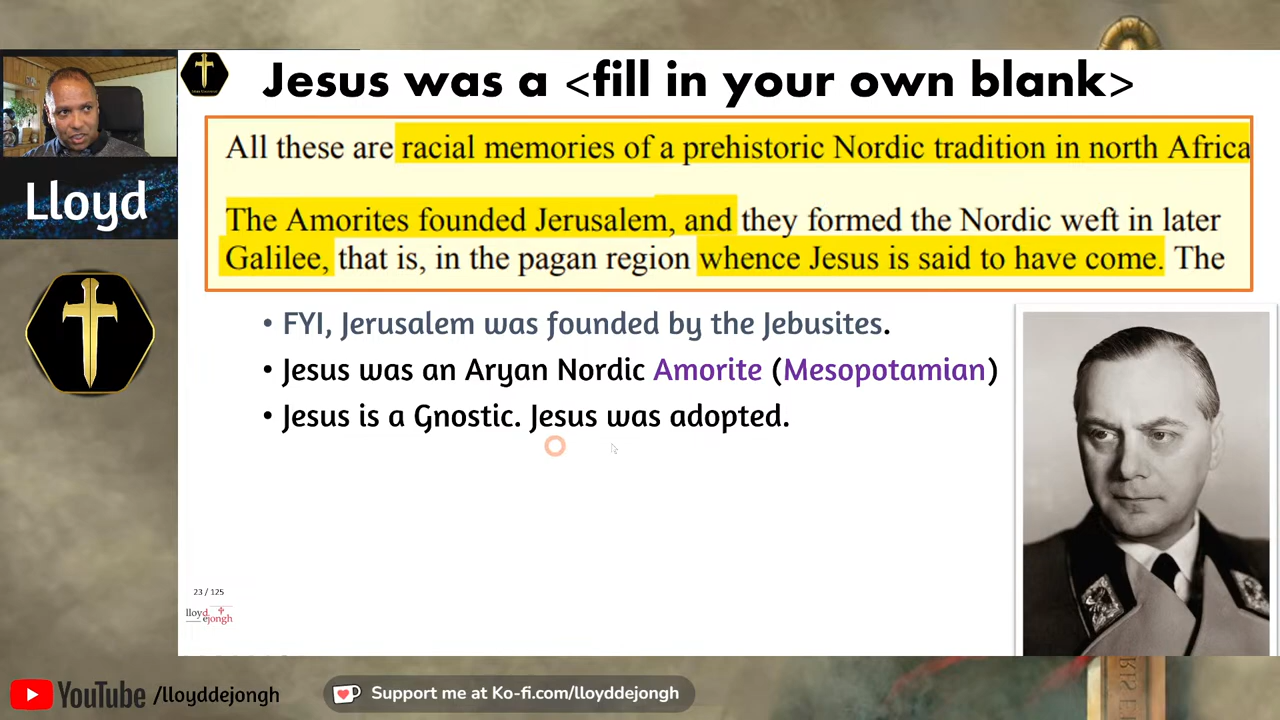 Jesus was a <fill in your own blank>
All these are racial memories of a prehistoric Nordic tradition in north Africa
The Amorites founded Jerusalem, and they formed the Nordic weft in later
Galilee, that is, in the pagan region whence Jesus is said to have come. The
Lloyd
• FYI, Jerusalem was founded by the Jebusites.
• Jesus was an Aryan Nordic Amorite (Mesopotamian)
• Jesus is a Gnostic. Jesus was adopted.
23 / 125
lloyd
ejongh
YouTube /lloyddejongh
Support me at Ko-fi.com/lloyddejongh